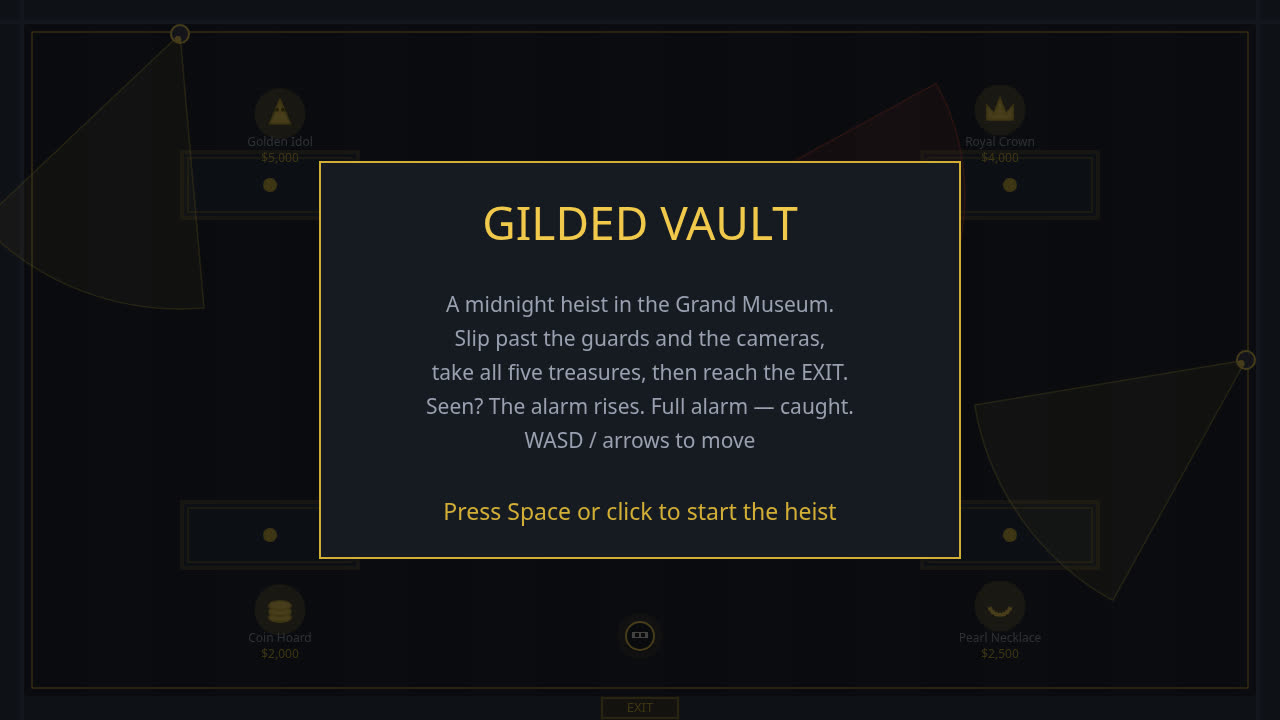 Golden Idol
$5,000
Royal Crown
$4,000
GILDED VAULT
A midnight heist in the Grand Museum.
Slip past the guards and the cameras,
take all five treasures, then reach the EXIT.
Seen? The alarm rises. Full alarm — caught.
WASD / arrows to move
Press Space or click to start the heist
Coin Hoard
$2,000
Pearl Necklace
$2,500
EXIT